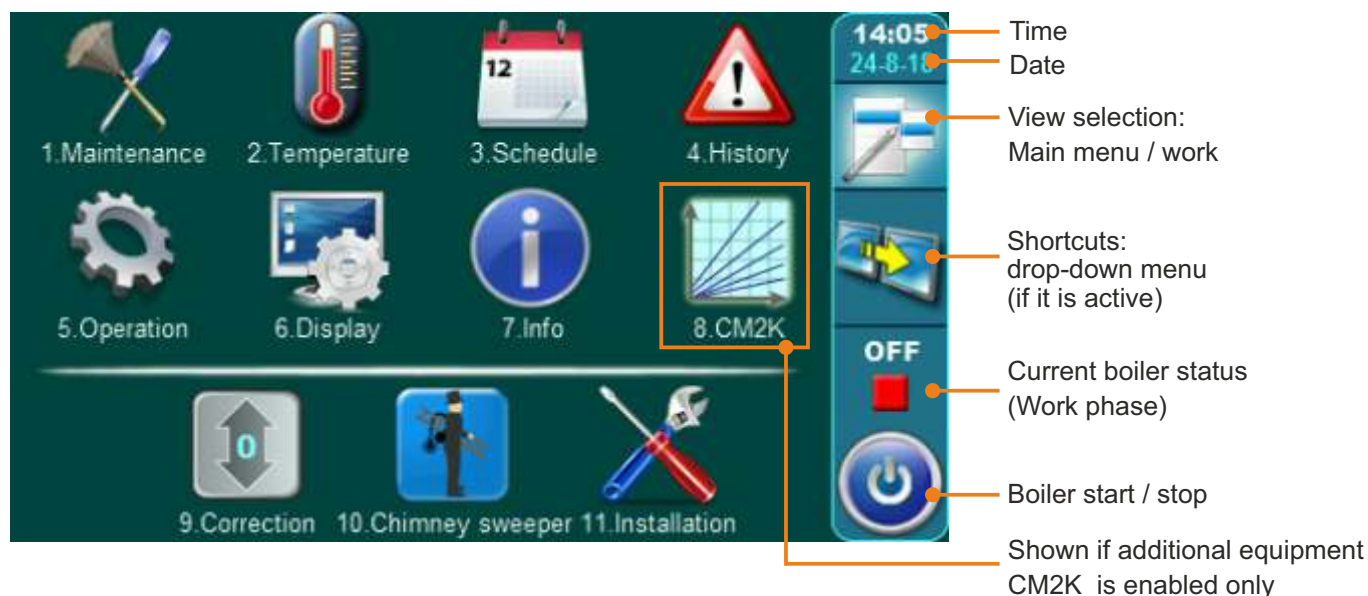 14:05
24-8-18
Time
Date
12
1.Maintenance
2.Temperature
3.Schedule
4.History
View selection:
Main menu / work
5.Operation
6.Display
7.Info
8.CM2K
Shortcuts:
drop-down menu
(if it is active)
OFF
Current boiler status
(Work phase)
0
9.Correction
10.Chimney sweeper
11.Installation
Boiler start / stop
Shown if additional equipment
CM2K is enabled only